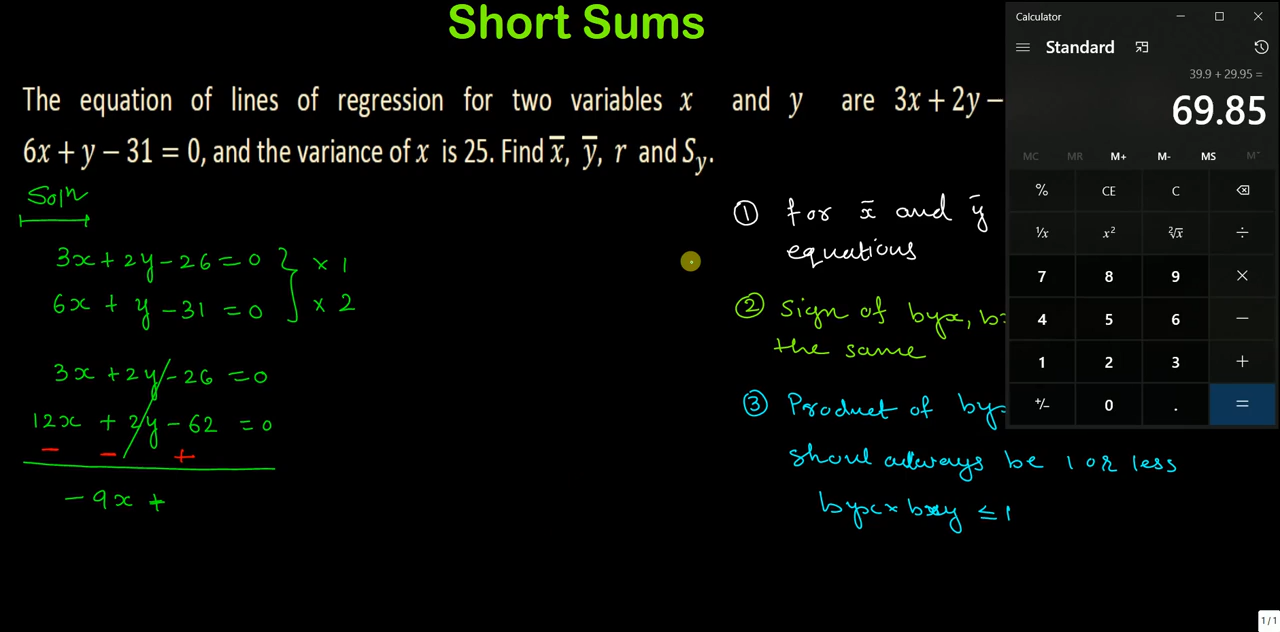 Short Sums
The equation of lines of regression for two variables x and y are 3x + 2y −
6x + y − 31 = 0, and the variance of x is 25. Find x̅, y̅, r and Sy.
Soln
3x + 2y - 26 = 0 } × 1
6x + y - 31 = 0 × 2
3x + 2y - 26 = 0
12x + 2y - 62 = 0
- - +
- 9x +
① for x̅ and y̅
equations
② Sign of byx, b
the same
③ Product of by
shoul always be 1 or less
byx × bxy ≤ 1
Calculator
Standard
39.9 + 29.95 =
69.85
MC MR M+ M- MS M˅
% CE C
¹/x x² ²√x ÷
7 8 9 ×
4 5 6 −
1 2 3 +
+/- 0 . =
1 / 1